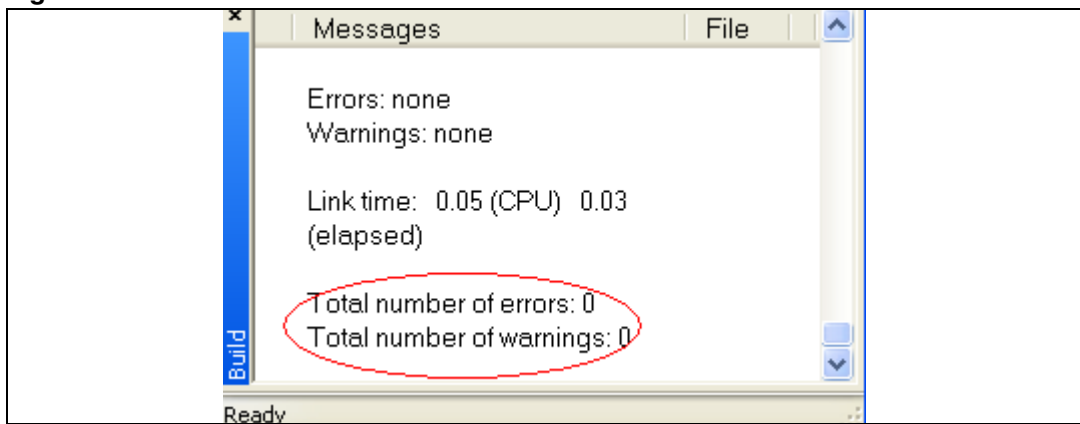 Messages File
Errors: none
Warnings: none
Link time: 0.05 (CPU) 0.03
(elapsed)
Total number of errors: 0
Total number of warnings: 0
Build
Ready